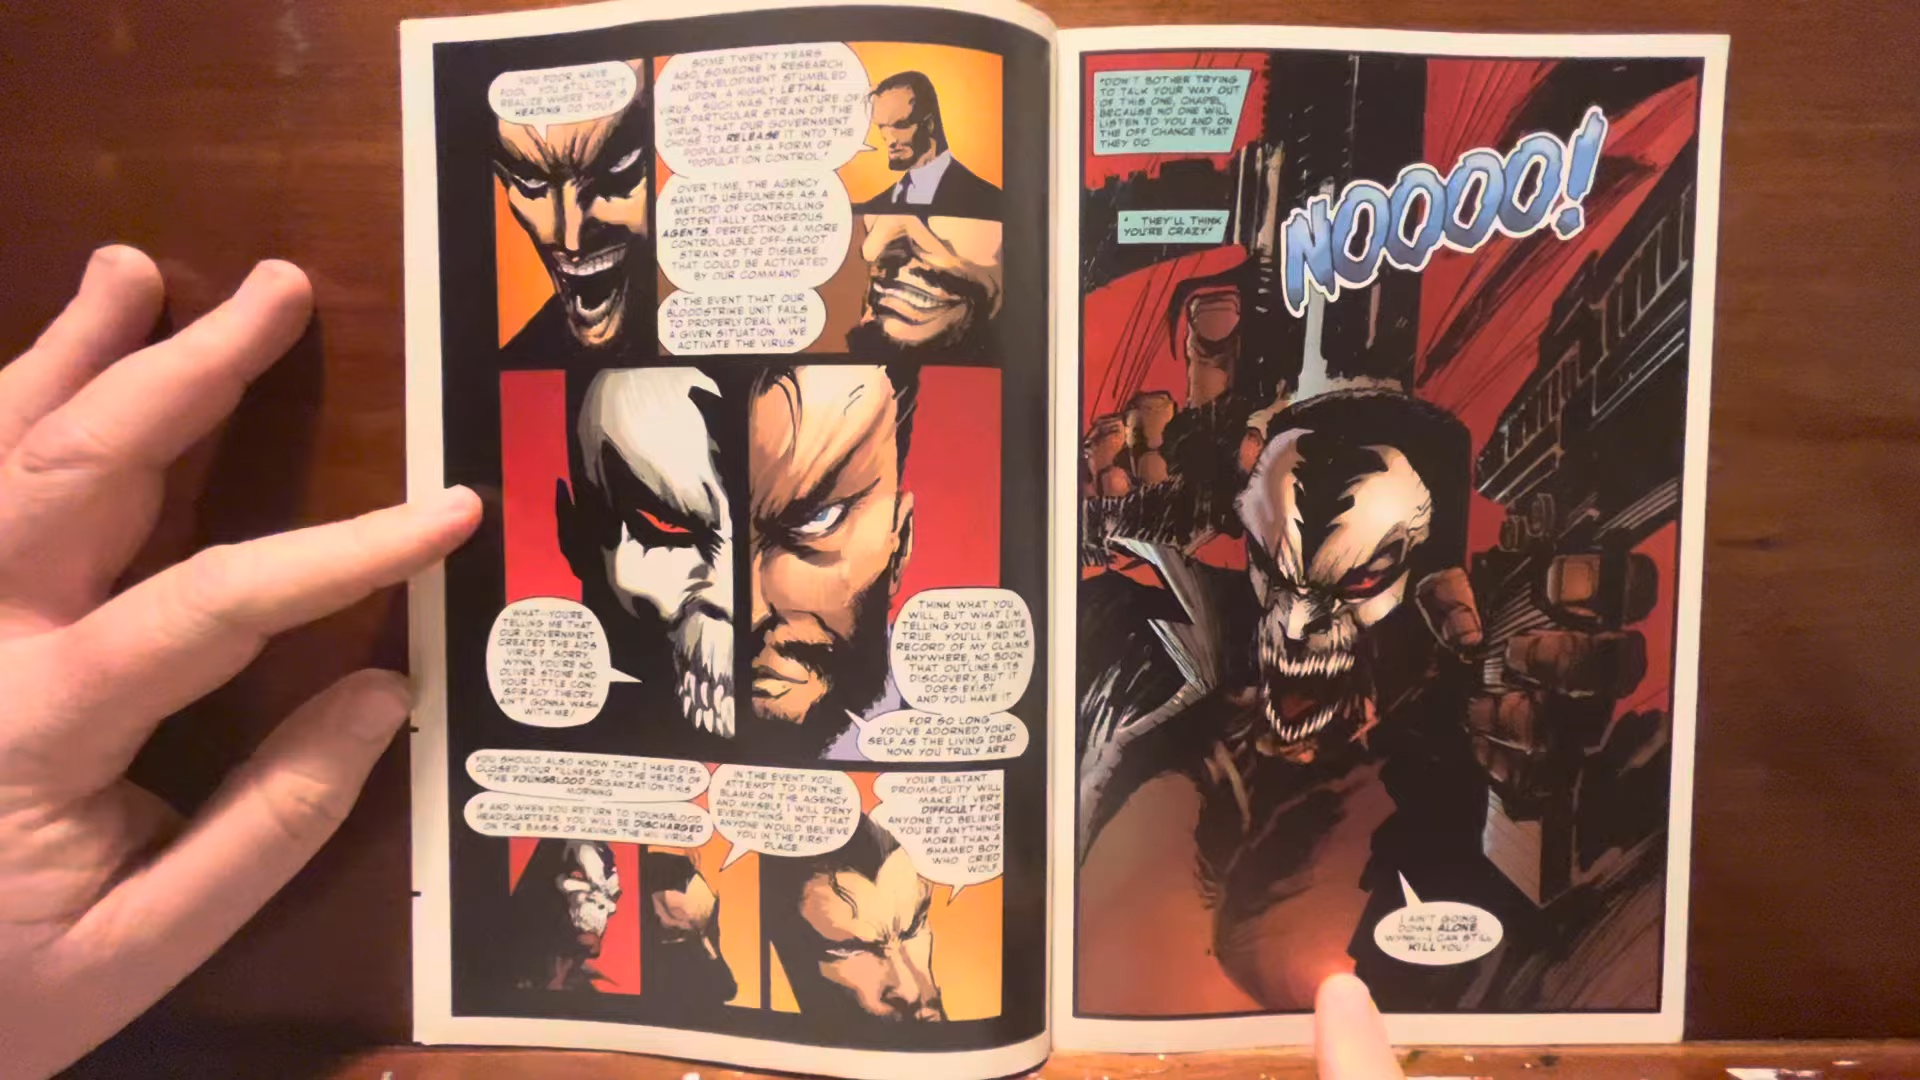 YOU POOR, NAIVE
FOOL. YOU STILL DON'T
REALIZE WHERE THIS IS
HEADING DO YOU?
SOME TWENTY YEARS
AGO, SOMEONE IN RESEARCH
AND DEVELOPMENT STUMBLED
UPON A HIGHLY LETHAL
VIRUS. SUCH WAS THE NATURE OF
ONE PARTICULAR STRAIN OF THE
VIRUS THAT OUR GOVERNMENT
CHOSE TO RELEASE IT INTO THE
POPULACE AS A FORM OF
"POPULATION CONTROL."
OVER TIME, THE AGENCY
SAW ITS USEFULNESS AS A
METHOD OF CONTROLLING
POTENTIALLY DANGEROUS
AGENTS, PERFECTING A MORE
CONTROLLABLE OFF-SHOOT
STRAIN OF THE DISEASE
THAT COULD BE ACTIVATED
BY OUR COMMAND.
IN THE EVENT THAT OUR
BLOODSTRIKE UNIT FAILS
TO PROPERLY DEAL WITH
A GIVEN SITUATION WE
ACTIVATE THE VIRUS.
WHAT--YOU'RE
TELLING ME THAT
OUR GOVERNMENT
CREATED THE AIDS
VIRUS? SORRY,
WYNN, YOU'RE NO
OLIVER STONE AND
YOUR LITTLE CON-
SPIRACY THEORY
AIN'T GONNA WASH
WITH ME!
THINK WHAT YOU
WILL, BUT WHAT I'M
TELLING YOU IS QUITE
TRUE. YOU'LL FIND NO
RECORD OF MY CLAIMS
ANYWHERE, NO BOOK
THAT OUTLINES ITS
DISCOVERY, BUT IT
DOES EXIST
AND YOU HAVE IT.
FOR SO LONG
YOU'VE ADORNED YOUR-
SELF AS THE LIVING DEAD
NOW YOU TRULY ARE.
YOU SHOULD ALSO KNOW THAT I HAVE DIS-
CLOSED YOUR "ILLNESS" TO THE HEADS OF
THE YOUNGBLOOD ORGANIZATION THIS
MORNING.
IF AND WHEN YOU RETURN TO YOUNGBLOOD
HEADQUARTERS, YOU WILL BE DISCHARGED
ON THE BASIS OF HAVING THE HIV VIRUS.
IN THE EVENT YOU
ATTEMPT TO PIN THE
BLAME ON THE AGENCY
AND MYSELF, I WILL DENY
EVERYTHING. NOT THAT
ANYONE WOULD BELIEVE
YOU IN THE FIRST
PLACE.
YOUR BLATANT
PROMISCUITY WILL
MAKE IT VERY
DIFFICULT FOR
ANYONE TO BELIEVE
YOU'RE ANYTHING
MORE THAN A
SHAMED BOY
WHO CRIED
WOLF.
"DON'T BOTHER TRYING
TO TALK YOUR WAY OUT
OF THIS ONE, CHAPEL,
BECAUSE NO ONE WILL
LISTEN TO YOU AND ON
THE OFF CHANCE THAT
THEY DO
" THEY'LL THINK
YOU'RE CRAZY."
NOOOO!
I AIN'T GOING
DOWN ALONE,
WYNN--I CAN STILL
KILL YOU!